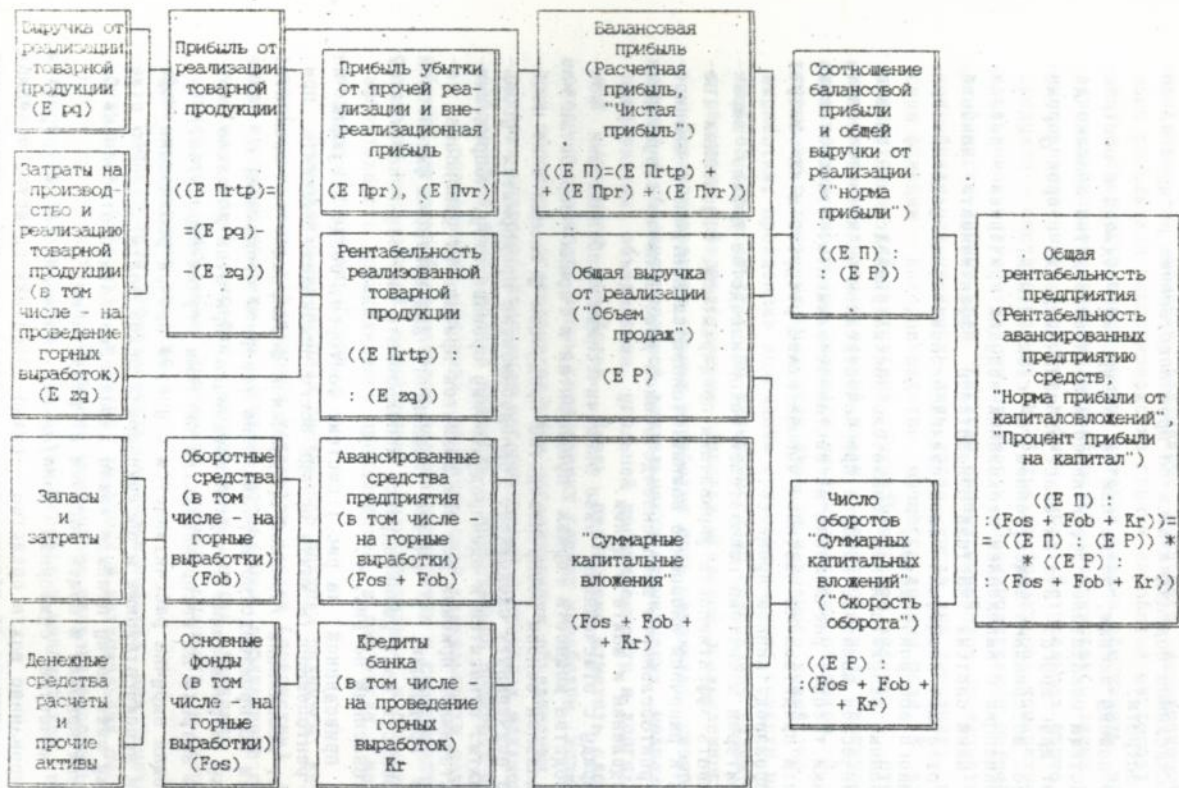 Выручка от
реализации
товарной
продукции
(E pq)
Затраты на
производ-
ство и
реализацию
товарной
продукции
(в том
числе - на
проведение
горных
выработок)
(E zq)
Прибыль от
реализации
товарной
продукции
((E Пrtp)=
=(E pq)-
-(E zq))
Прибыль убытки
от прочей реа-
лизации и вне-
реализационная
прибыль
(E Ппr), (E Пvr)
Рентабельность
реализованной
товарной
продукции
((E Пrtp) :
: (E zq))
Балансовая
прибыль
(Расчетная
прибыль,
"Чистая
прибыль")
((E П)=(E Пrtp) +
+ (E Ппr) + (E Пvr))
Общая выручка
от реализации
("Объем
продаж")
(E P)
Соотношение
балансовой
прибыли
и общей
выручки от
реализации
("норма
прибыли")
((E П) :
: (E P))
Общая
рентабельность
предприятия
(Рентабельность
авансированных
предприятию
средств,
"Норма прибыли от
капиталовложений",
"Процент прибыли
на капитал")
((E П) :
:(Fos + Fob + Kr))=
= ((E П) : (E P)) *
* ((E P) :
: (Fos + Fob + Kr))
Запасы
и
затраты
Денежные
средства
расчеты
и
прочие
активы
Оборотные
средства
(в том
числе - на
горные
выработки)
(Fob)
Основные
фонды
(в том
числе - на
горные
выработки)
(Fos)
Авансированные
средства
предприятия
(в том числе -
на горные
выработки)
(Fos + Fob)
Кредиты
банка
(в том числе -
на проведение
горных
выработок)
Kr
"Суммарные
капитальные
вложения"
(Fos + Fob +
+ Kr)
Число
оборотов
"Суммарных
капитальных
вложений"
("Скорость
оборота")
((E P) :
:(Fos + Fob +
+ Kr)